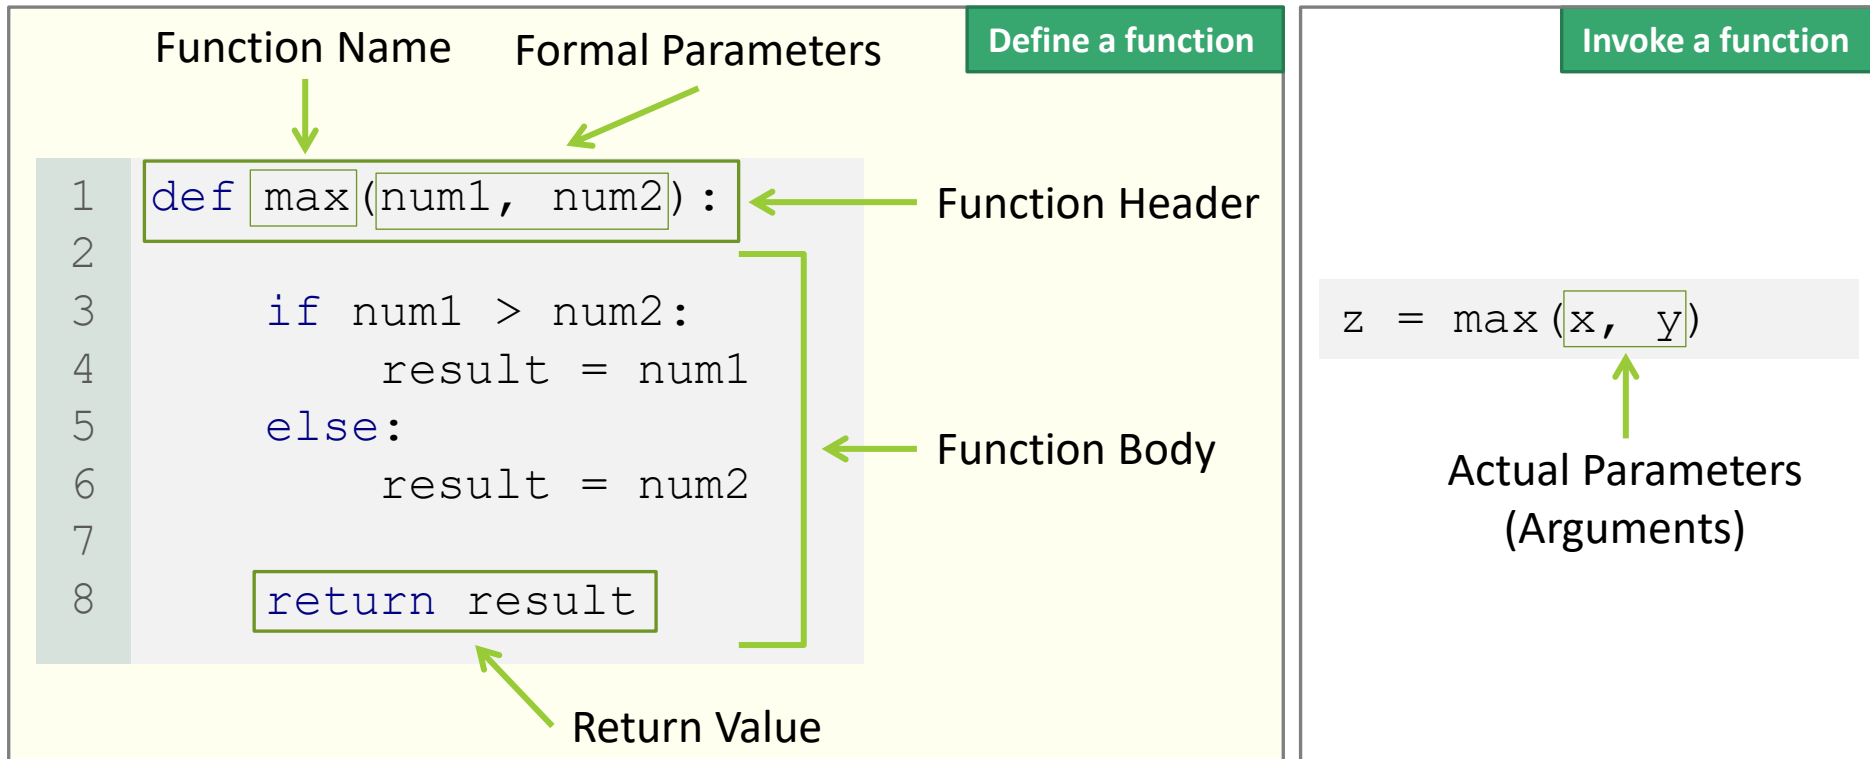 Define a function
Function Name
Formal Parameters
1 def max(num1, num2):
Function Header
2
3 if num1 > num2:
4 result = num1
5 else:
Function Body
6 result = num2
7
8 return result
Return Value
Invoke a function
z = max(x, y)
Actual Parameters
(Arguments)